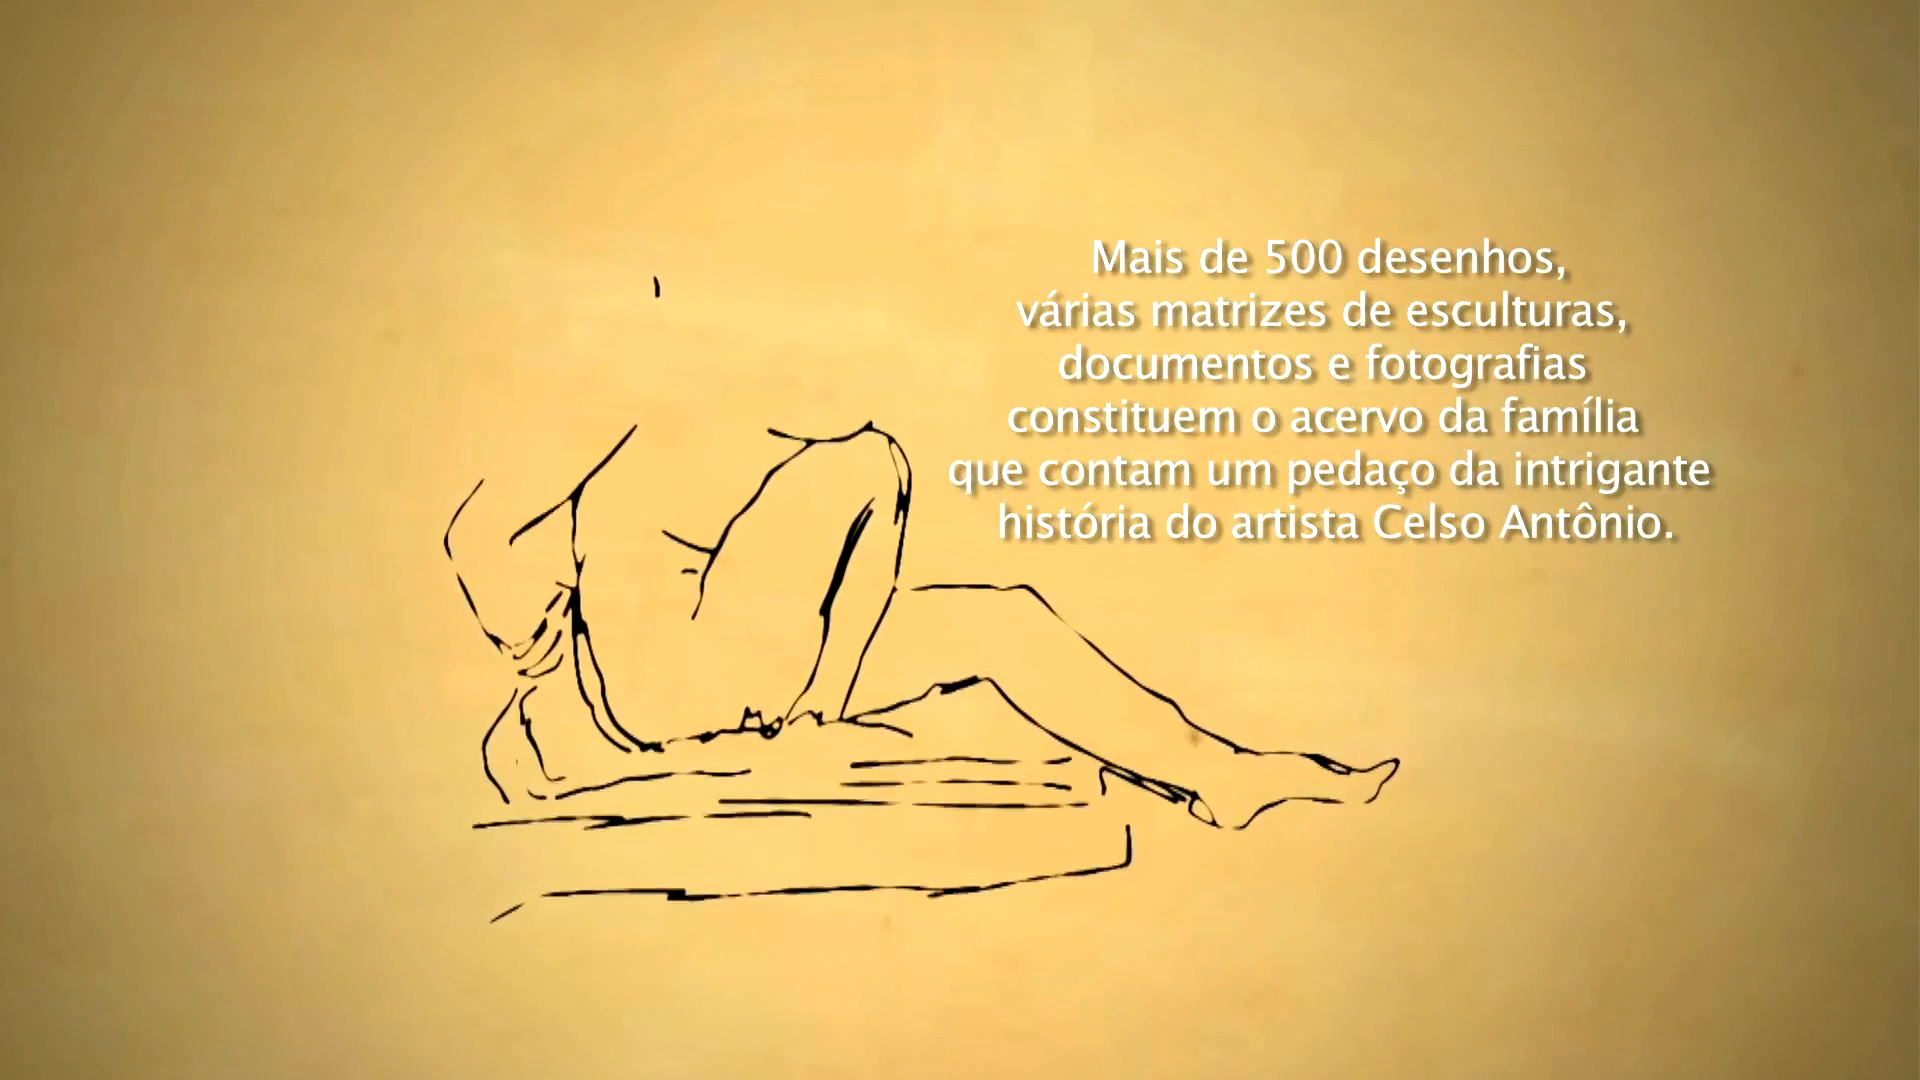 Mais de 500 desenhos,
várias matrizes de esculturas,
documentos e fotografias
constituem o acervo da família
que contam um pedaço da intrigante
história do artista Celso Antônio.